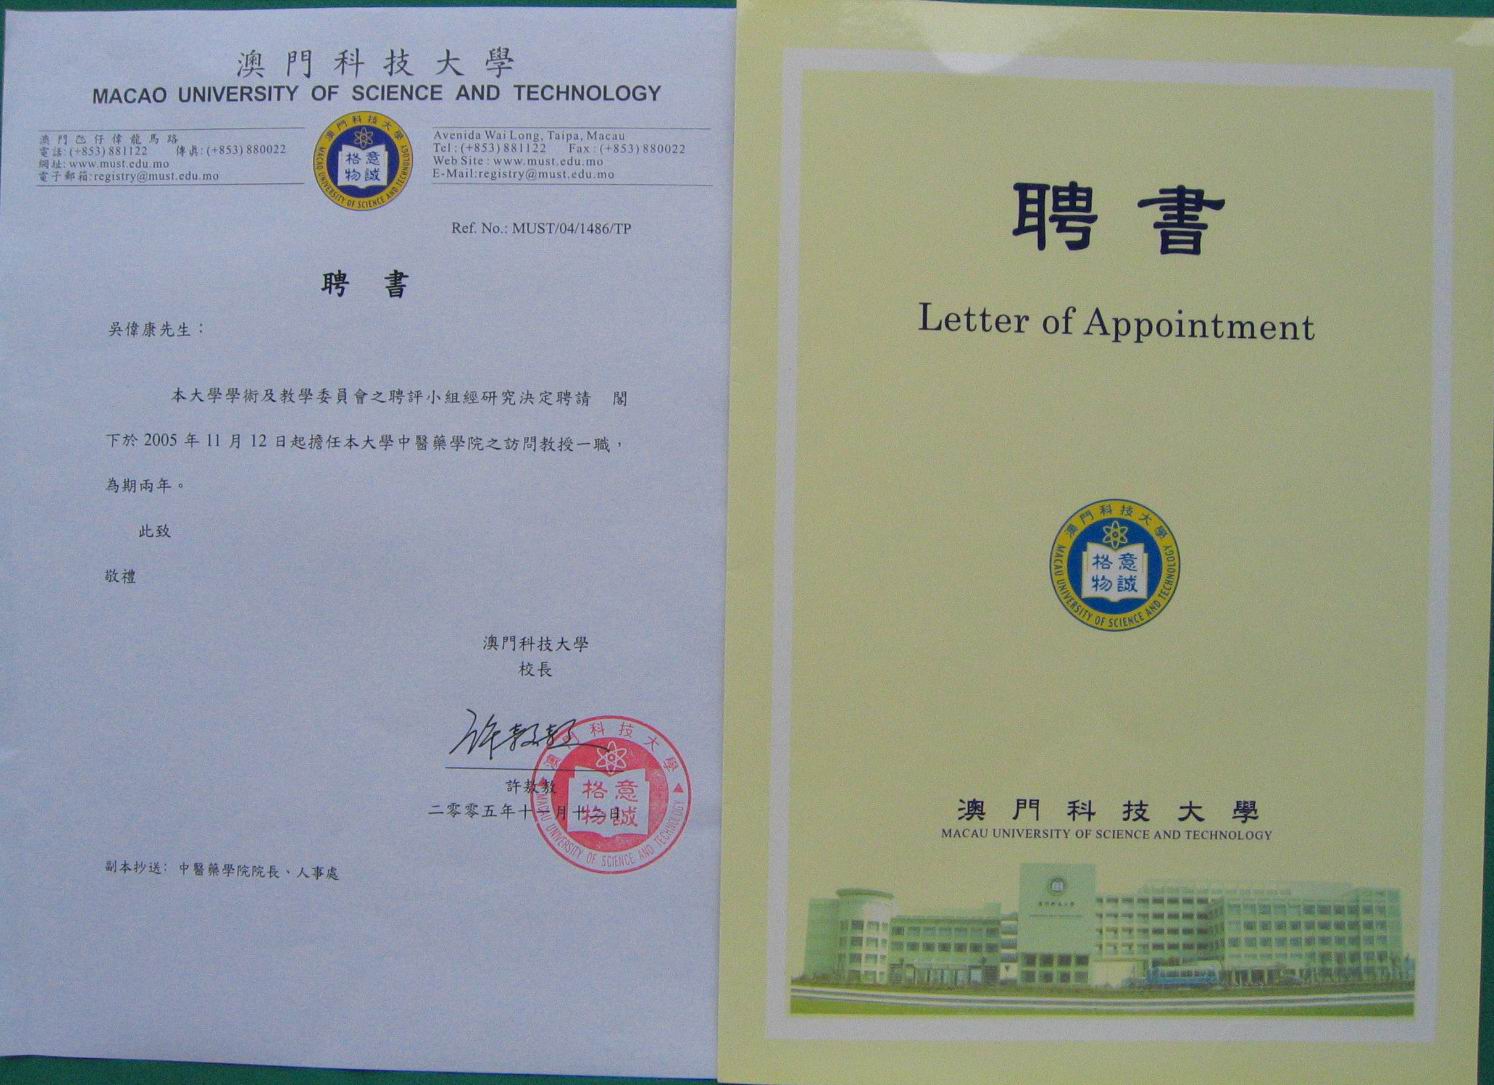 澳門科技大學
MACAO UNIVERSITY OF SCIENCE AND TECHNOLOGY
澳門氹仔偉龍馬路
電話:(+853) 881122 傳真:(+853) 880022
網址: www.must.edu.mo
電子郵箱:registry@must.edu.mo
澳門科技大學
MACAU UNIVERSITY OF SCIENCE AND TECHNOLOGY
格意
物誠
Avenida Wai Long, Taipa, Macau
Tel : (+853) 881122 Fax : (+853) 880022
Web Site : www.must.edu.mo
E-Mail:registry@must.edu.mo
Ref. No.: MUST/04/1486/TP
聘 書
吳偉康先生：
本大學學術及教學委員會之聘評小組經研究決定聘請 閣
下於 2005 年 11 月 12 日起擔任本大學中醫藥學院之訪問教授一職，
為期兩年。
此致
敬禮
澳門科技大學
校長
許敖敖
許敖敖
二零零五年十一月十二日
澳門科技大學
MACAU UNIVERSITY OF SCIENCE AND TECHNOLOGY
格意
物誠
副本抄送：中醫藥學院院長、人事處
聘 書
Letter of Appointment
澳門科技大學
MACAU UNIVERSITY OF SCIENCE AND TECHNOLOGY
格意
物誠
澳門科技大學
MACAU UNIVERSITY OF SCIENCE AND TECHNOLOGY
澳門科技大學